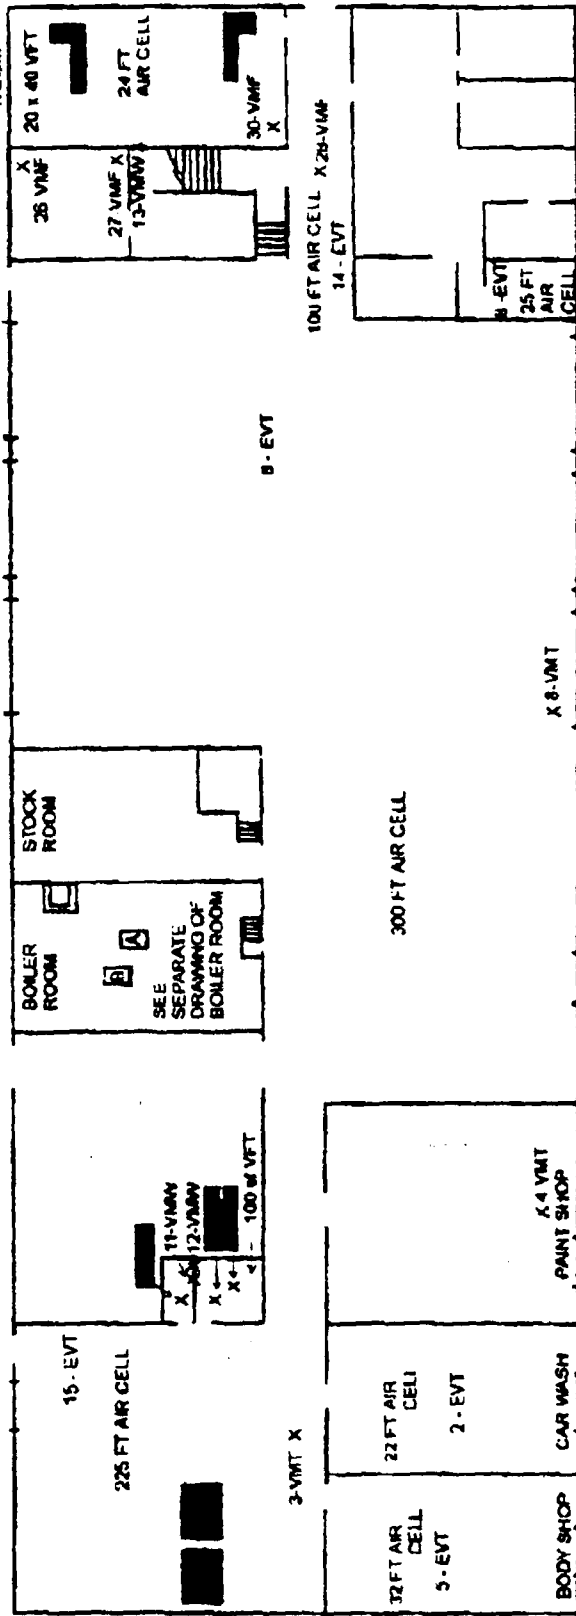 15 - EVT
225 FT AIR CELL
11-VMW
12-VMW
100 sf VFT
X
X
X
BOILER
ROOM
B
A
SEE
SEPARATE
DRAWING OF
BOILER ROOM
STOCK
ROOM
8 - EVT
X
26 VMF
27-VMF X
13-VMW
20 x 40 VFT
24 FT
AIR CELL
30-VMF
X
3-VMT X
32 FT AIR
CELL
5 - EVT
BODY SHOP
22 FT AIR
CELL
2 - EVT
CAR WASH
X 4 VMT
PAINT SHOP
300 FT AIR CELL
X 8-VMT
100 FT AIR CELL
X 28-VMF
14 - EVT
- EVT
25 FT
AIR
CELL